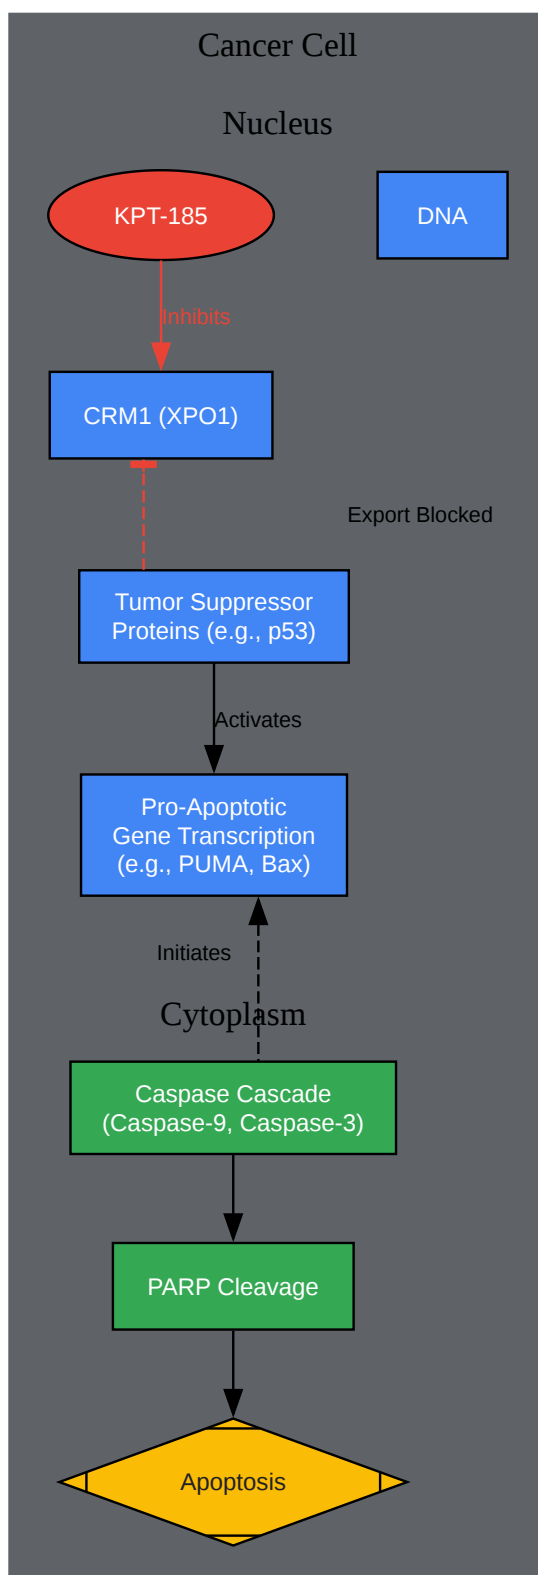 Cancer Cell
Nucleus
KPT-185
DNA
Inhibits
CRM1 (XPO1)
Export Blocked
Tumor Suppressor
Proteins (e.g., p53)
Activates
Pro-Apoptotic
Gene Transcription
(e.g., PUMA, Bax)
Initiates
Cytoplasm
Caspase Cascade
(Caspase-9, Caspase-3)
PARP Cleavage
Apoptosis